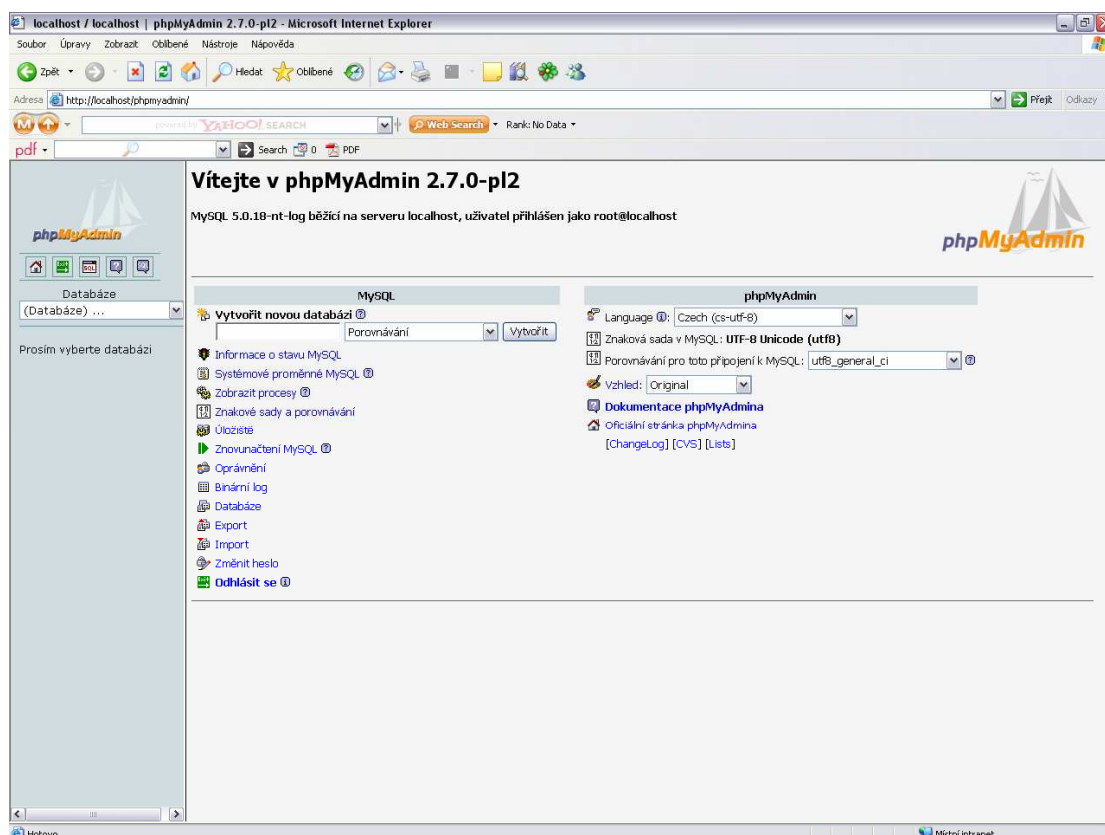 localhost / localhost | phpMyAdmin 2.7.0-pl2 - Microsoft Internet Explorer
Soubor Úpravy Zobrazit Oblíbené Nástroje Nápověda
Zpět Hledat Oblíbené
Adresa http://localhost/phpmyadmin/ Přejít Odkazy
powered by YAHOO! SEARCH Web Search Rank: No Data
pdf Search 0 PDF
phpMyAdmin
Databáze
(Databáze) ...
Prosím vyberte databázi
Vítejte v phpMyAdmin 2.7.0-pl2
MySQL 5.0.18-nt-log běžící na serveru localhost, uživatel přihlášen jako root@localhost
phpMyAdmin
MySQL
Vytvořit novou databázi
Porovnávání Vytvořit
Informace o stavu MySQL
Systémové proměnné MySQL
Zobrazit procesy
Znakové sady a porovnávání
Úložiště
Znovunačtení MySQL
Oprávnění
Binární log
Databáze
Export
Import
Změnit heslo
Odhlásit se
phpMyAdmin
Language: Czech (cs-utf-8)
Znaková sada v MySQL: UTF-8 Unicode (utf8)
Porovnávání pro toto připojení k MySQL: utf8_general_ci
Vzhled: Original
Dokumentace phpMyAdmina
Oficiální stránka phpMyAdmina
[ChangeLog] [CVS] [Lists]
Hotovo Místní intranet